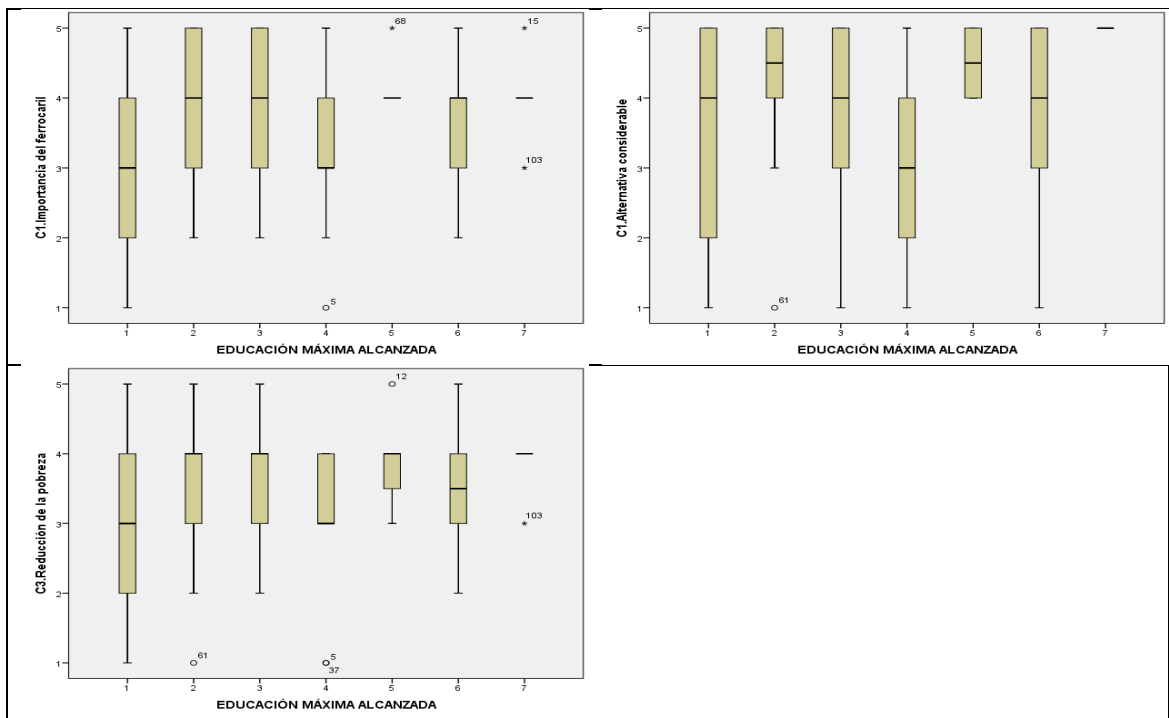 C1.Importancia del ferrocaril
5
4
3
2
1
68
15
103
5
1 2 3 4 5 6 7
EDUCACIÓN MÁXIMA ALCANZADA
C1.Alternativa considerable
5
4
3
2
1
61
1 2 3 4 5 6 7
EDUCACIÓN MÁXIMA ALCANZADA
C3.Reducción de la pobreza
5
4
3
2
1
12
103
61
5
37
1 2 3 4 5 6 7
EDUCACIÓN MÁXIMA ALCANZADA